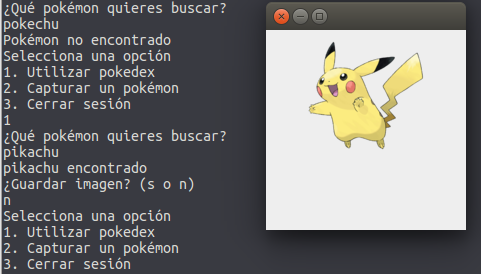 ¿Qué pokémon quieres buscar?
pokechu
Pokémon no encontrado
Selecciona una opción
1. Utilizar pokedex
2. Capturar un pokémon
3. Cerrar sesión
1
¿Qué pokémon quieres buscar?
pikachu
pikachu encontrado
¿Guardar imagen? (s o n)
n
Selecciona una opción
1. Utilizar pokedex
2. Capturar un pokémon
3. Cerrar sesión